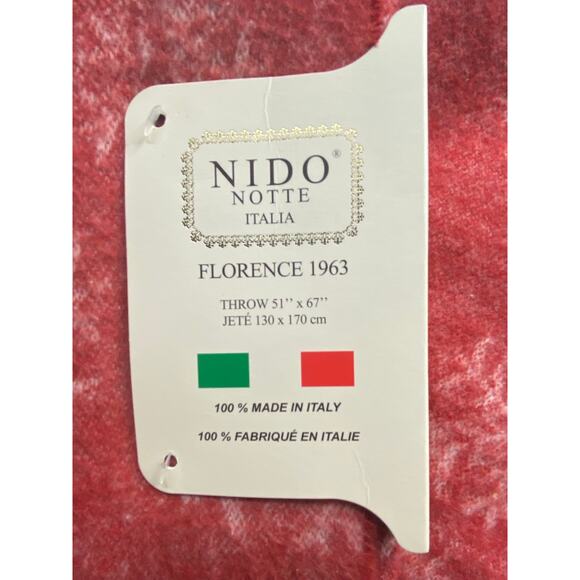 NIDO®
NOTTE
ITALIA
FLORENCE 1963
THROW 51'' x 67''
JETÉ 130 x 170 cm
100 % MADE IN ITALY
100 % FABRIQUÉ EN ITALIE